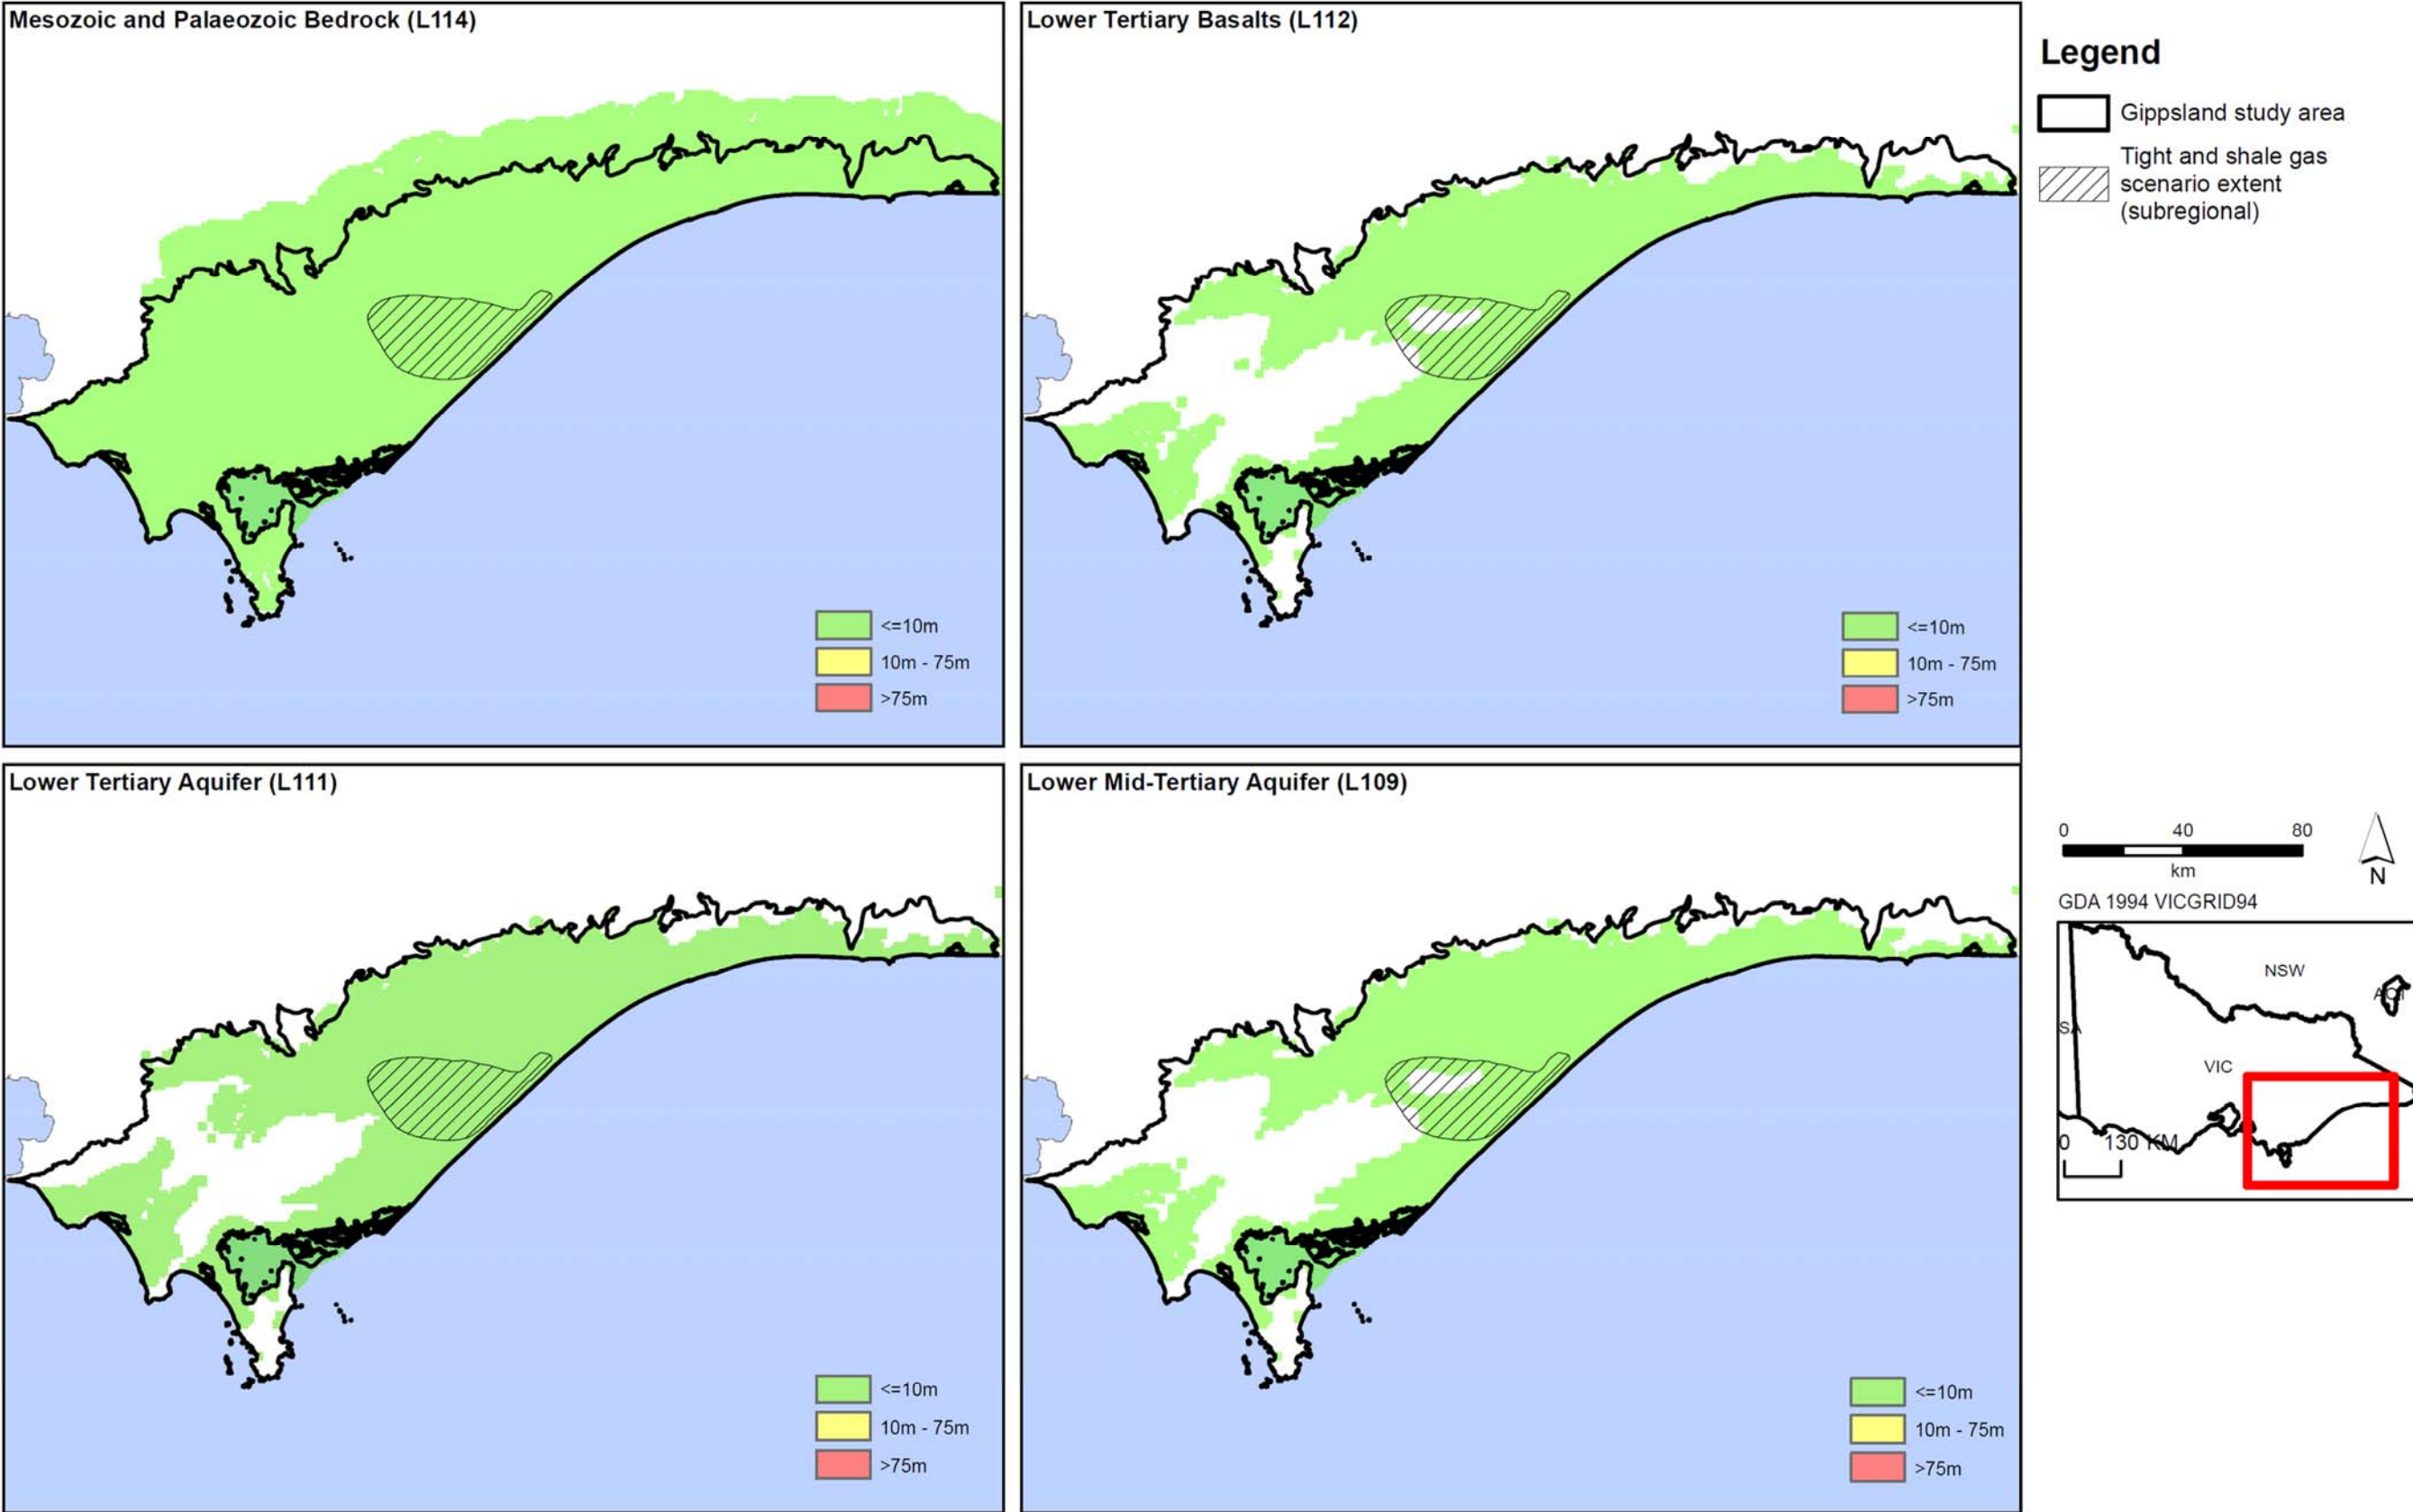 Mesozoic and Palaeozoic Bedrock (L114)
<=10m
10m - 75m
>75m
Lower Tertiary Basalts (L112)
<=10m
10m - 75m
>75m
Legend
Gippsland study area
Tight and shale gas
scenario extent
(subregional)
Lower Tertiary Aquifer (L111)
<=10m
10m - 75m
>75m
Lower Mid-Tertiary Aquifer (L109)
<=10m
10m - 75m
>75m
0 40 80
km
N
GDA 1994 VICGRID94
NSW
ACT
SA
VIC
0 130 KM